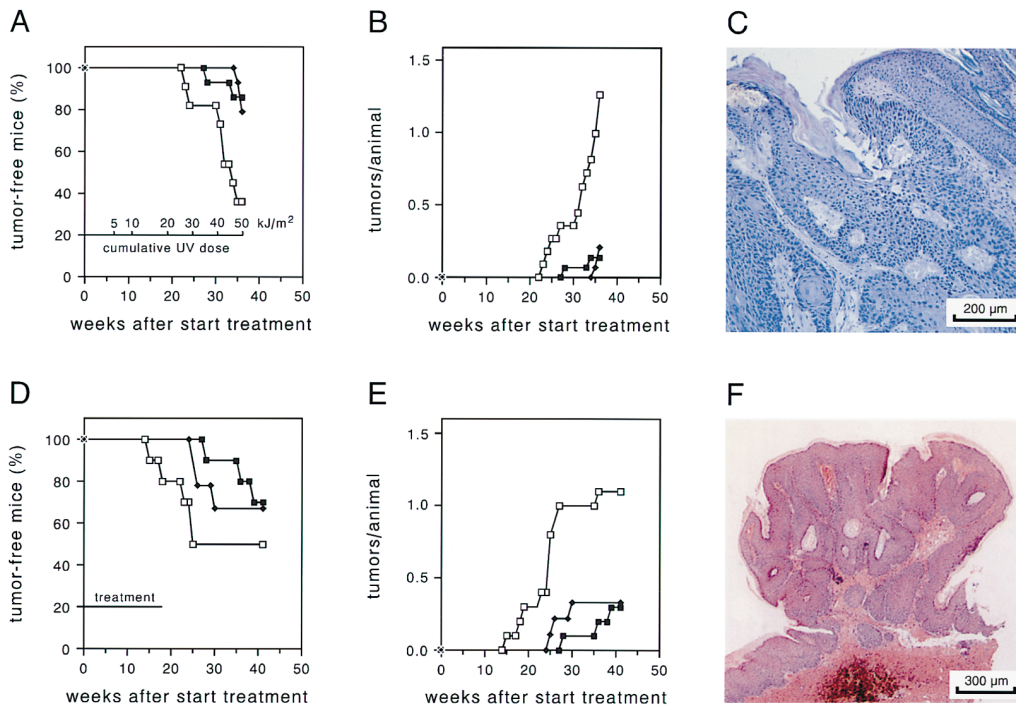 A
tumor-free mice (%)
100
80
60
40
20
0
5 10 20 30 40 50 kJ/m²
cumulative UV dose
0 10 20 30 40 50
weeks after start treatment
B
tumors/animal
1.5
1.0
0.5
0.0
0 10 20 30 40 50
weeks after start treatment
C
200 µm
D
tumor-free mice (%)
100
80
60
40
20
0
treatment
0 10 20 30 40 50
weeks after start treatment
E
tumors/animal
1.5
1.0
0.5
0.0
0 10 20 30 40 50
weeks after start treatment
F
300 µm